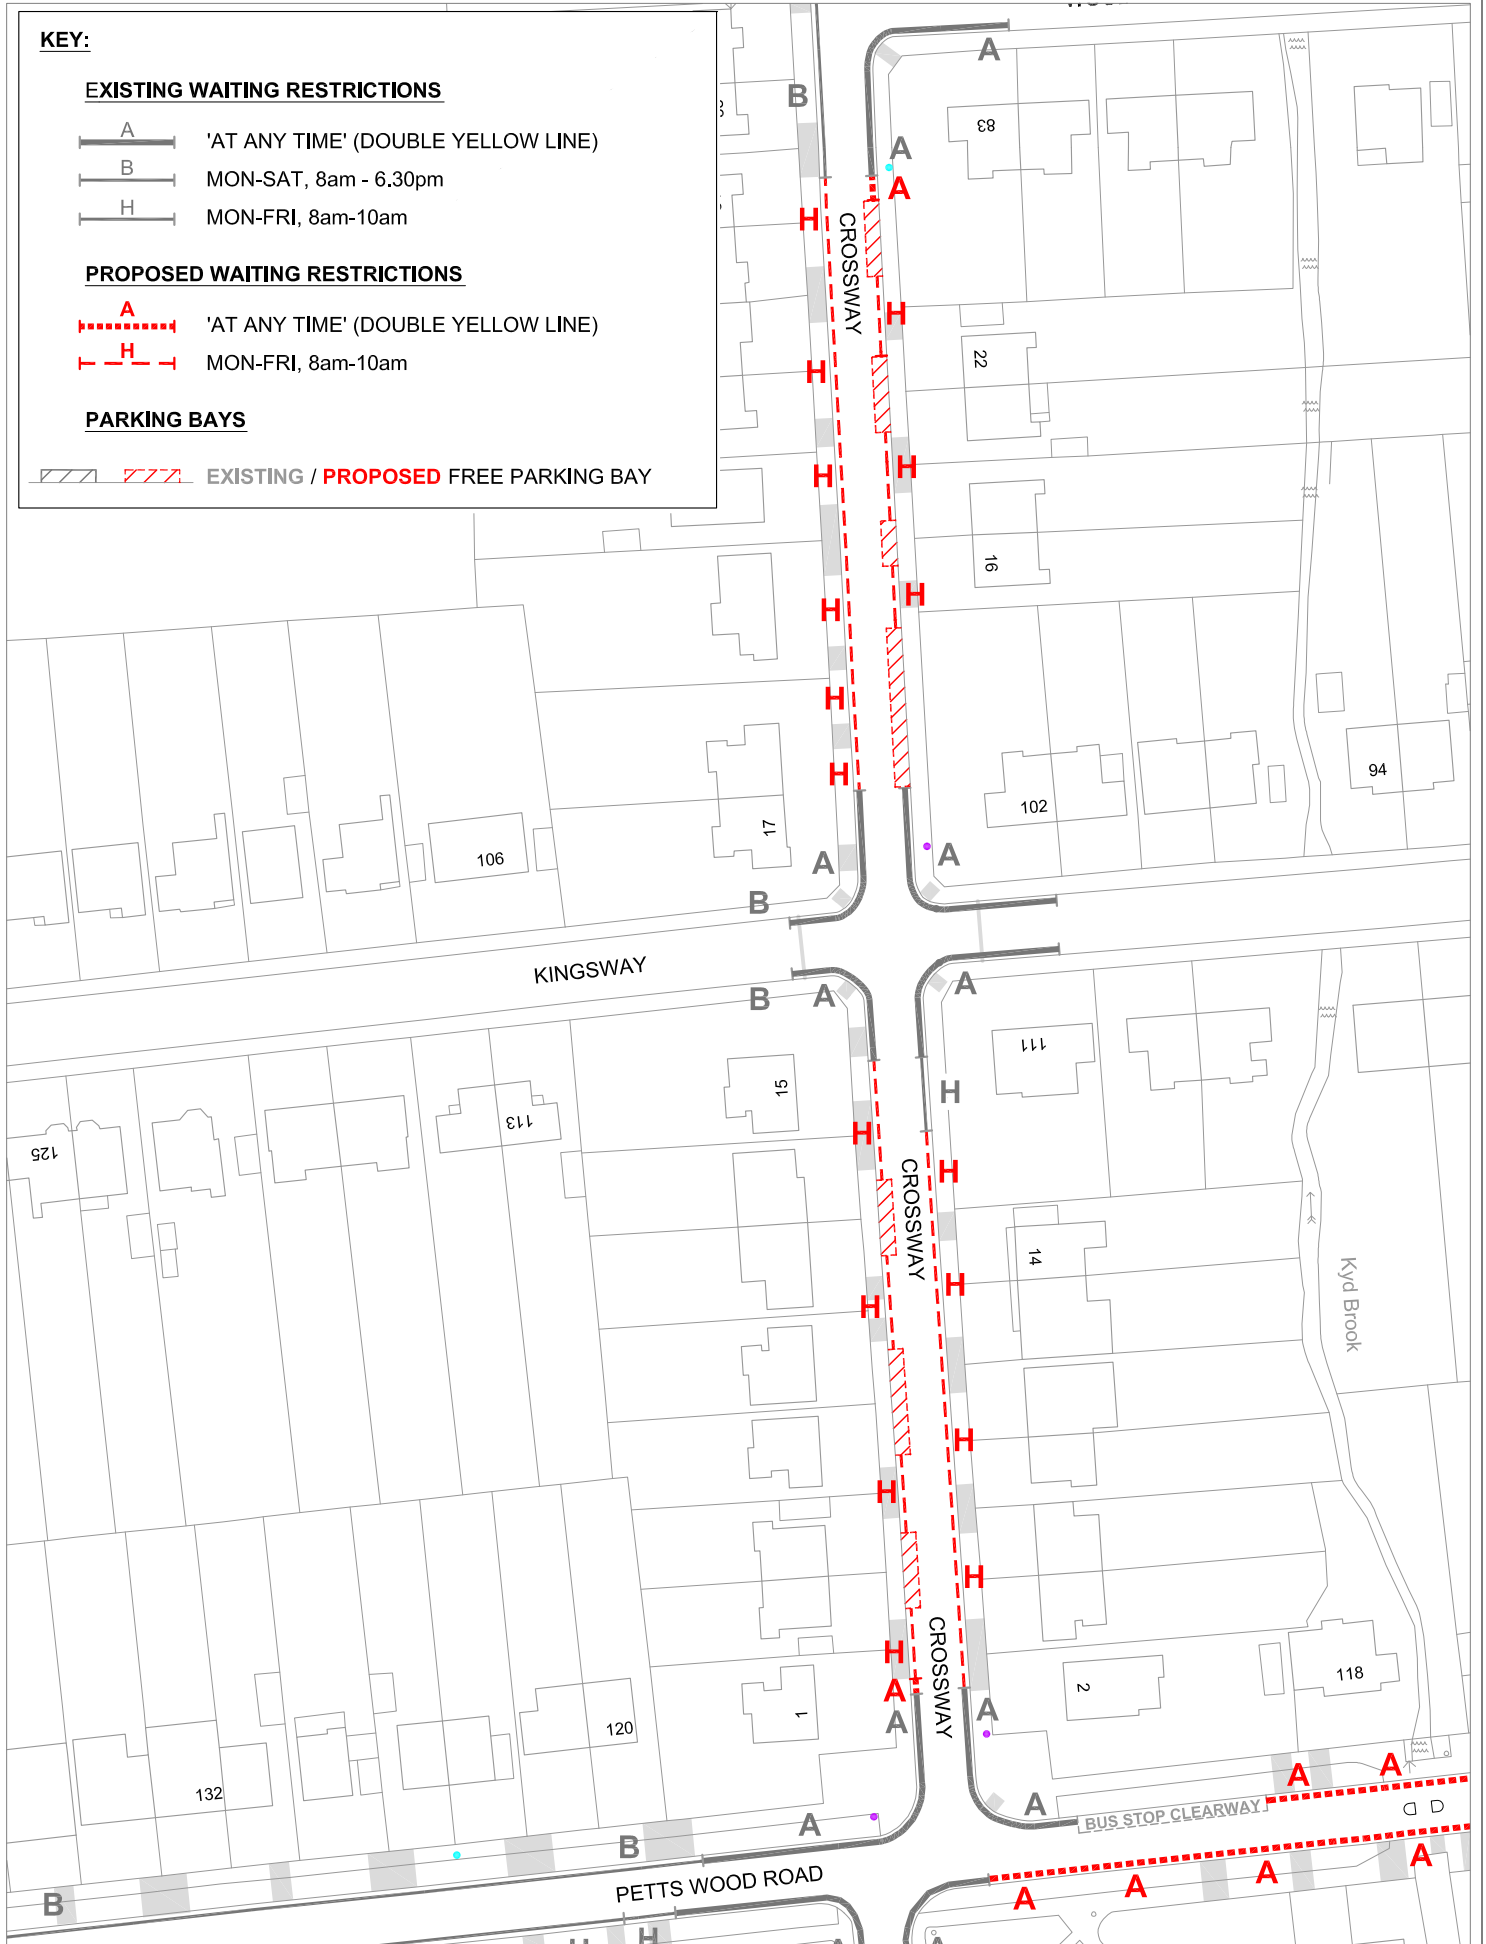 KEY:
EXISTING WAITING RESTRICTIONS
A 'AT ANY TIME' (DOUBLE YELLOW LINE)
B MON-SAT, 8am - 6.30pm
H MON-FRI, 8am-10am
PROPOSED WAITING RESTRICTIONS
A 'AT ANY TIME' (DOUBLE YELLOW LINE)
H MON-FRI, 8am-10am
PARKING BAYS
EXISTING / PROPOSED FREE PARKING BAY
A
B
83
A
A
H
CROSSWAY
H
22
H
H
H
16
H
H
H
102
94
H
17
106
A
A
B
KINGSWAY
B
A
A
111
15
H
113
125
H
CROSSWAY
H
14
H
Kyd Brook
H
H
H
H
CROSSWAY
H
118
2
A
A
A
1
120
132
A
A
A
BUS STOP CLEARWAY
A
B
PETTS WOOD ROAD
A
A
A
A
B
H